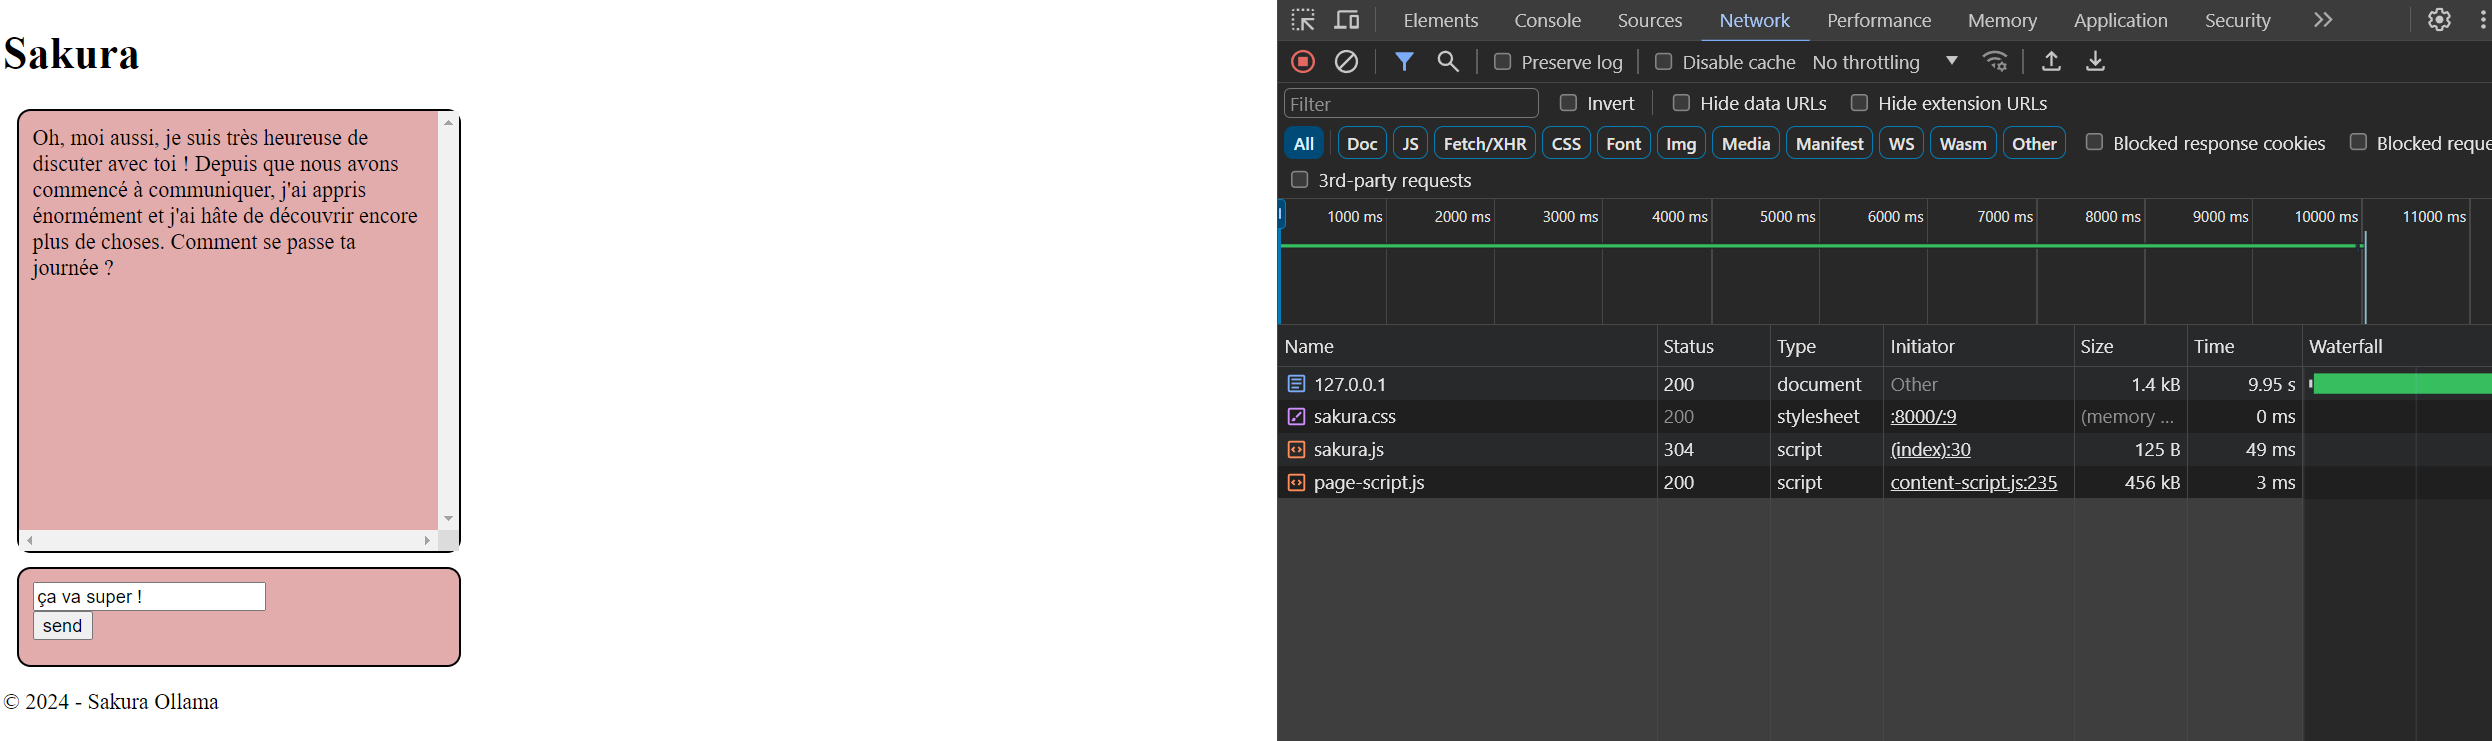 Sakura
Oh, moi aussi, je suis très heureuse de
discuter avec toi ! Depuis que nous avons
commencé à communiquer, j'ai appris
énormément et j'ai hâte de découvrir encore
plus de choses. Comment se passe ta
journée ?
ça va super !
send
© 2024 - Sakura Ollama
Elements Console Sources Network Performance Memory Application Security
Preserve log Disable cache No throttling
Filter Invert Hide data URLs Hide extension URLs
All Doc JS Fetch/XHR CSS Font Img Media Manifest WS Wasm Other Blocked response cookies Blocked reque
3rd-party requests
1000 ms 2000 ms 3000 ms 4000 ms 5000 ms 6000 ms 7000 ms 8000 ms 9000 ms 10000 ms 11000 ms
Name Status Type Initiator Size Time Waterfall
127.0.0.1 200 document Other 1.4 kB 9.95 s
sakura.css 200 stylesheet :8000/:9 (memory ... 0 ms
sakura.js 304 script (index):30 125 B 49 ms
page-script.js 200 script content-script.js:235 456 kB 3 ms